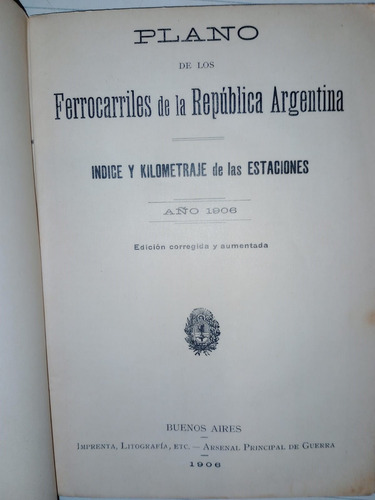 PLANO
DE LOS
Ferrocarriles de la República Argentina
INDICE Y KILOMETRAJE de las ESTACIONES
AÑO 1906
Edición corregida y aumentada
BUENOS AIRES
IMPRENTA, LITOGRAFÍA, ETC. — ARSENAL PRINCIPAL DE GUERRA
1906